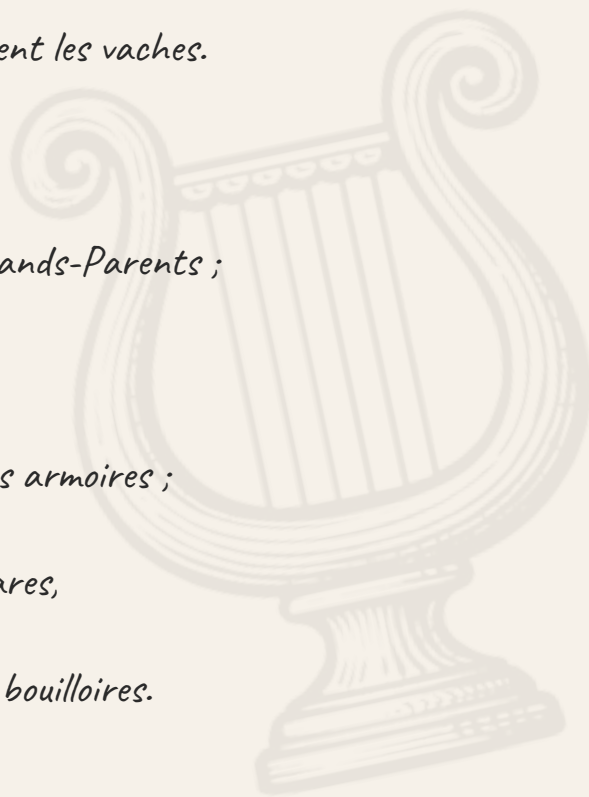 ent les vaches.
ands-Parents ;
s armoires ;
ares,
bouilloires.